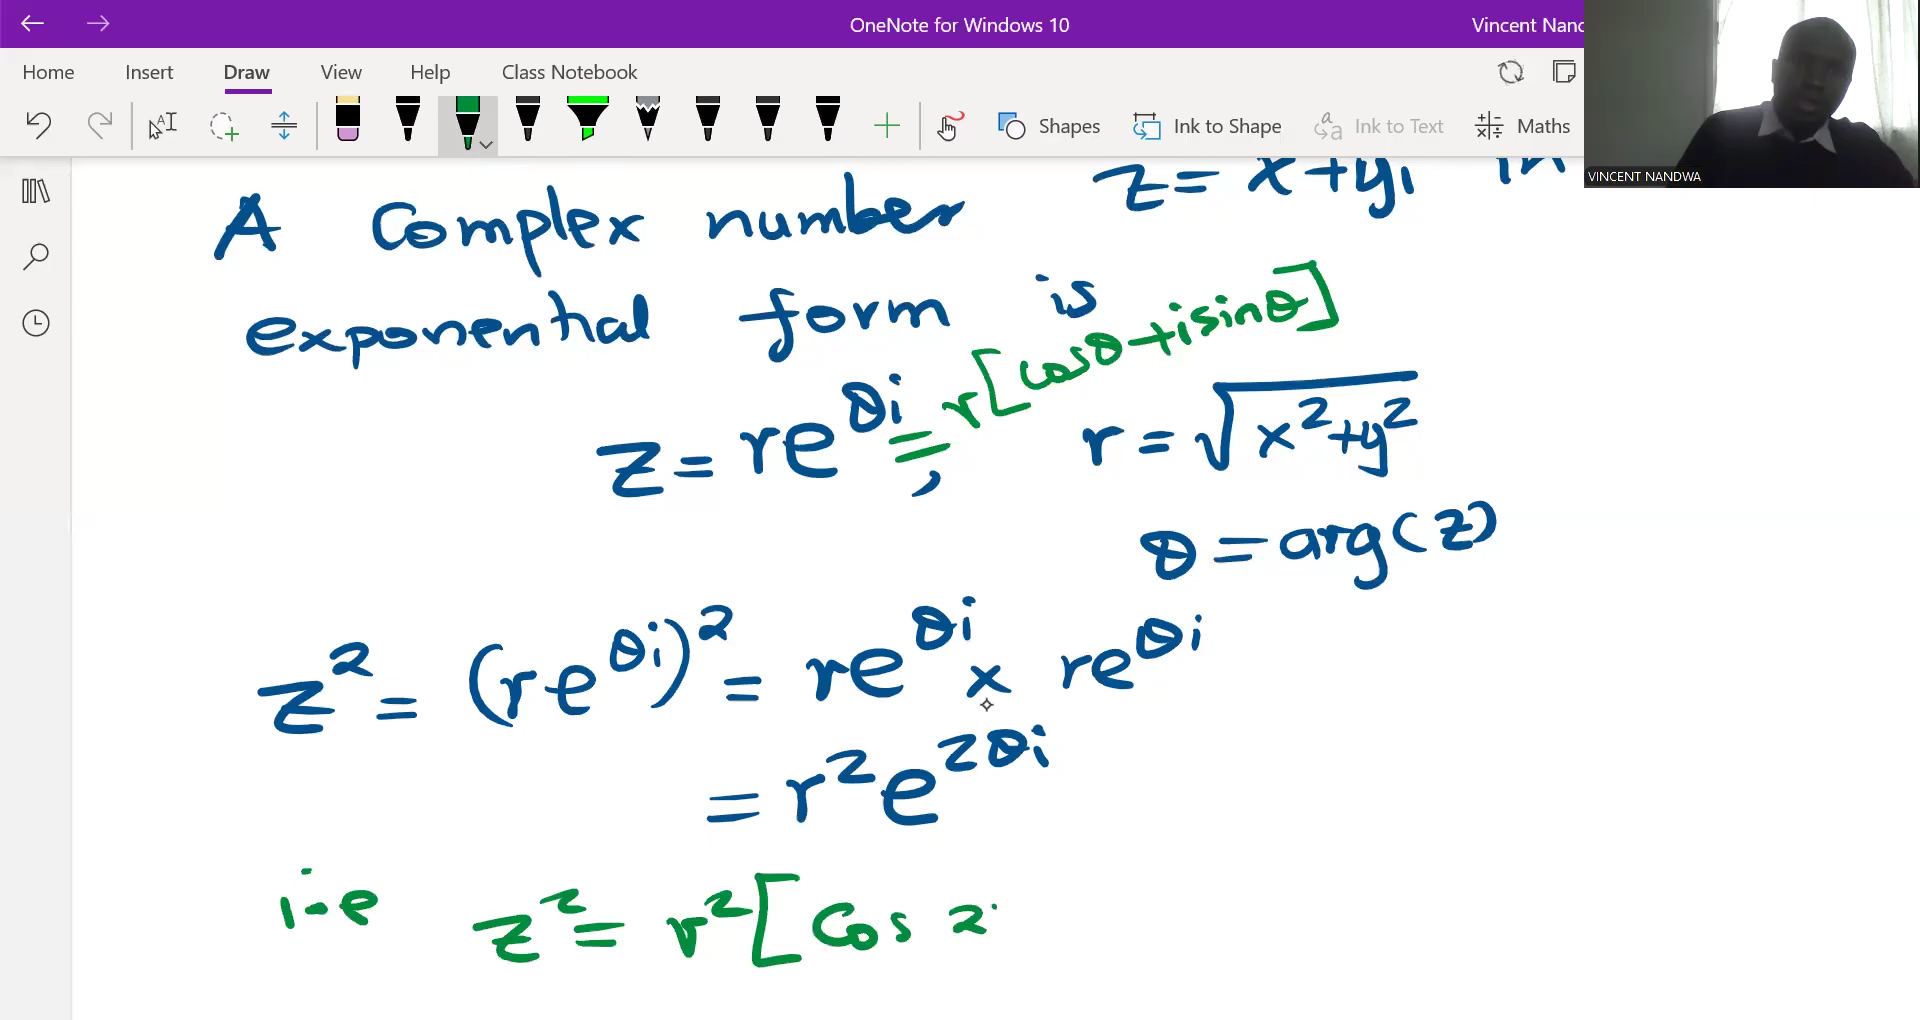 OneNote for Windows 10
Vincent Nand
Home Insert Draw View Help Class Notebook
Shapes Ink to Shape Ink to Text Maths
VINCENT NANDWA
A Complex number z = x+yi in
exponential form is
z = re^θi = r[cosθ+isinθ], r = √x²+y²
θ = arg(z)
z² = (re^θi)² = re^θi × re^θi
= r²e^2θi
i.e z² = r²[Cos 2